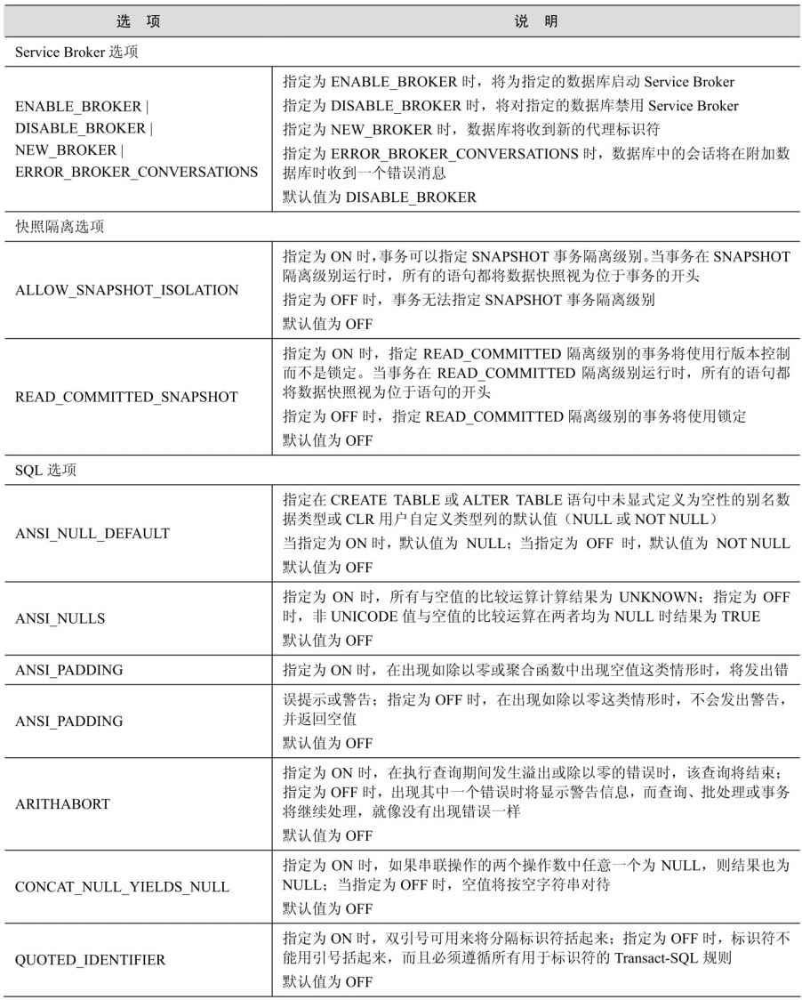 选 项 说 明
Service Broker 选项
ENABLE_BROKER |
DISABLE_BROKER |
NEW_BROKER |
ERROR_BROKER_CONVERSATIONS
指定为 ENABLE_BROKER 时，将为指定的数据库启动 Service Broker
指定为 DISABLE_BROKER 时，将对指定的数据库禁用 Service Broker
指定为 NEW_BROKER 时，数据库将收到新的代理标识符
指定为 ERROR_BROKER_CONVERSATIONS 时，数据库中的会话将在附加数
据库时收到一个错误消息
默认值为 DISABLE_BROKER
快照隔离选项
ALLOW_SNAPSHOT_ISOLATION
指定为 ON 时，事务可以指定 SNAPSHOT 事务隔离级别。当事务在 SNAPSHOT
隔离级别运行时，所有的语句都将数据快照视为位于事务的开头
指定为 OFF 时，事务无法指定 SNAPSHOT 事务隔离级别
默认值为 OFF
READ_COMMITTED_SNAPSHOT
指定为 ON 时，指定 READ_COMMITTED 隔离级别的事务将使用行版本控制
而不是锁定。当事务在 READ_COMMITTED 隔离级别运行时，所有的语句都
将数据快照视为位于语句的开头
指定为 OFF 时，指定 READ_COMMITTED 隔离级别的事务将使用锁定
默认值为 OFF
SQL 选项
ANSI_NULL_DEFAULT
指定在 CREATE TABLE 或 ALTER TABLE 语句中未显式定义为空性的别名数
据类型或 CLR 用户自定义类型列的默认值（NULL 或 NOT NULL）
当指定为 ON 时，默认值为 NULL；当指定为 OFF 时，默认值为 NOT NULL
默认值为 OFF
ANSI_NULLS
指定为 ON 时，所有与空值的比较运算计算结果为 UNKNOWN；指定为 OFF
时，非 UNICODE 值与空值的比较运算在两者均为 NULL 时结果为 TRUE
默认值为 OFF
ANSI_PADDING
指定为 ON 时，在出现如除以零或聚合函数中出现空值这类情形时，将发出错
ANSI_PADDING
误提示或警告；指定为 OFF 时，在出现如除以零这类情形时，不会发出警告，
并返回空值
默认值为 OFF
ARITHABORT
指定为 ON 时，在执行查询期间发生溢出或除以零的错误时，该查询将结束；
指定为 OFF 时，出现其中一个错误时将显示警告信息，而查询、批处理或事务
将继续处理，就像没有出现错误一样
默认值为 OFF
CONCAT_NULL_YIELDS_NULL
指定为 ON 时，如果串联操作的两个操作数中任意一个为 NULL，则结果也为
NULL；当指定为 OFF 时，空值将按空字符串对待
默认值为 OFF
QUOTED_IDENTIFIER
指定为 ON 时，双引号可用来将分隔标识符括起来；指定为 OFF 时，标识符不
能用引号括起来，而且必须遵循所有用于标识符的 Transact-SQL 规则
默认值为 OFF